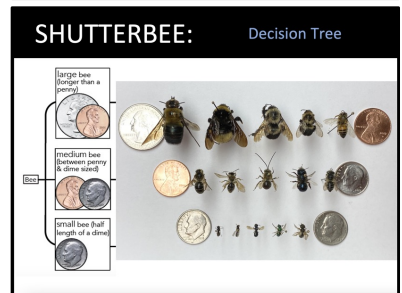 SHUTTERBEE:
Decision Tree
large bee
(longer than a
penny)
medium bee
(between penny
& dime sized)
Bee
small bee (half
length of a dime)